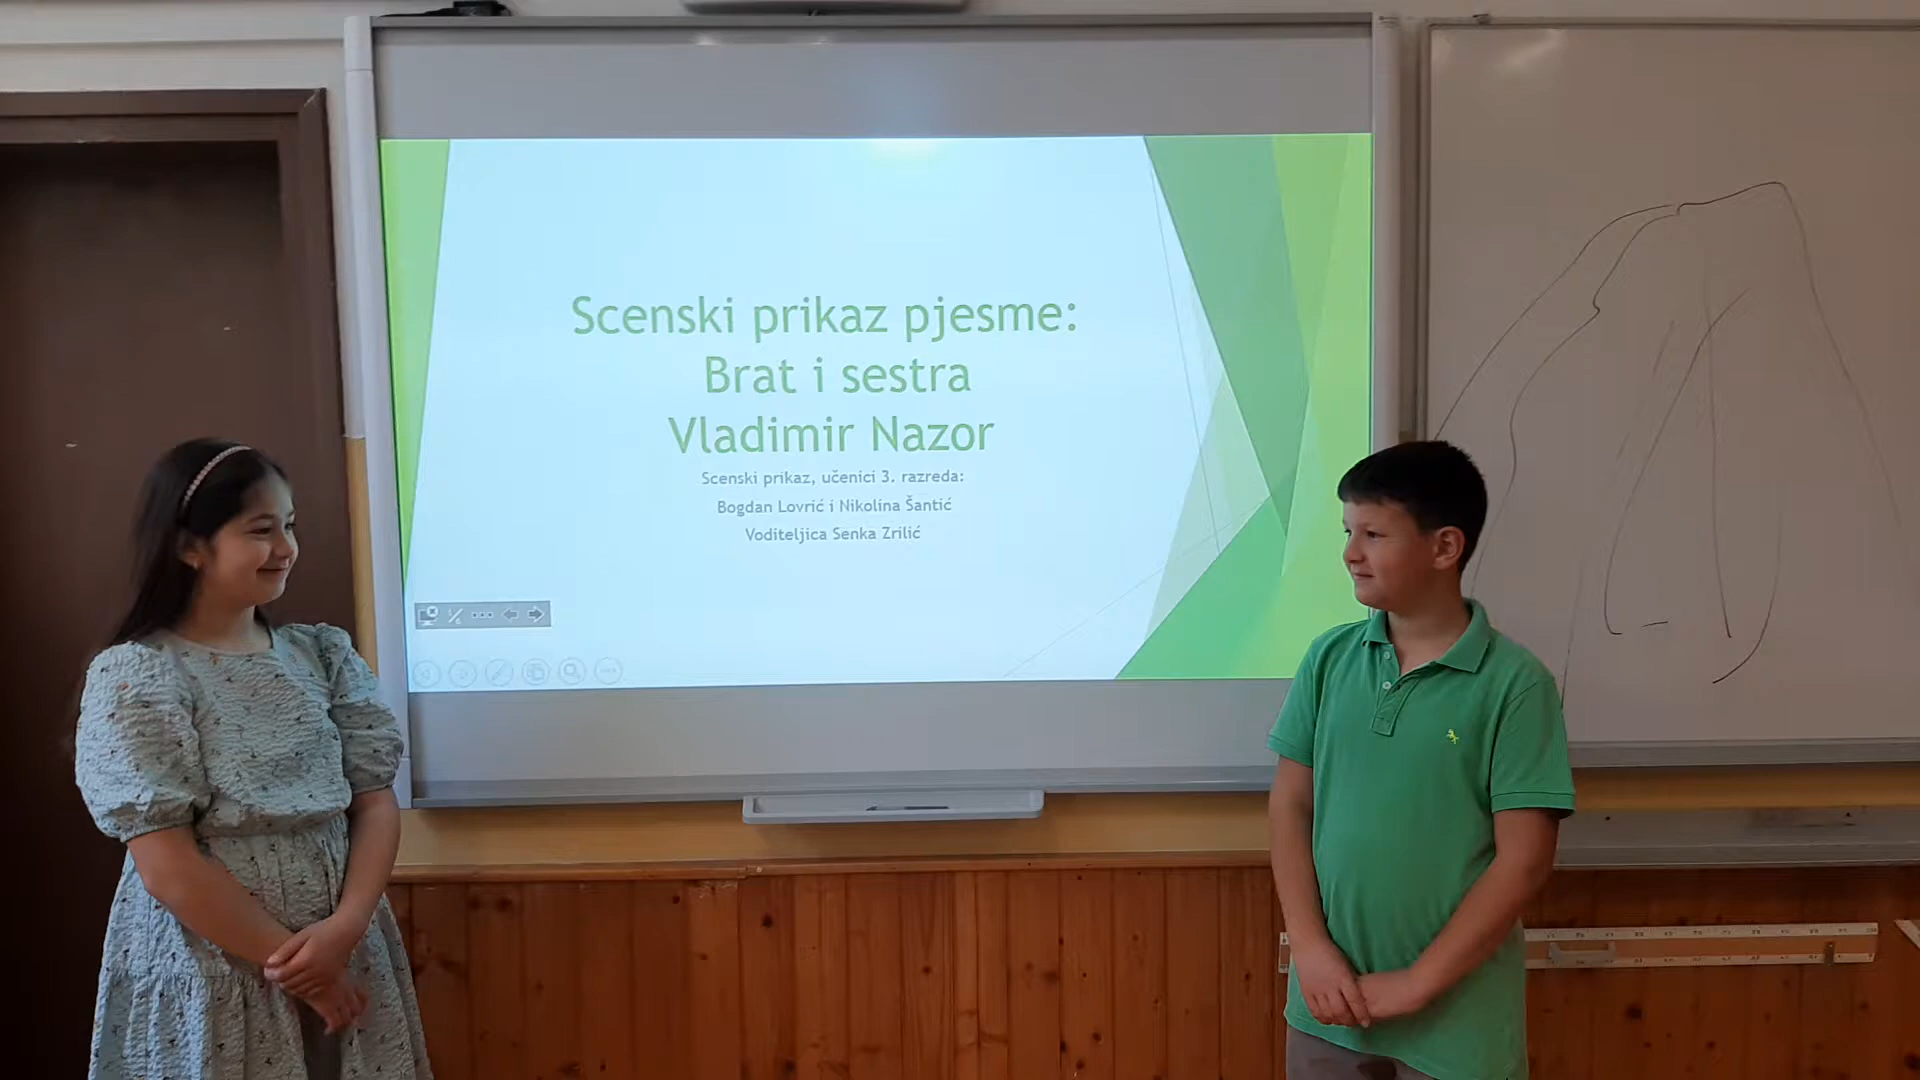 Scenski prikaz pjesme:
Brat i sestra
Vladimir Nazor
Scenski prikaz, učenici 3. razreda:
Bogdan Lovrić i Nikolina Šantić
Voditeljica Senka Zrilić